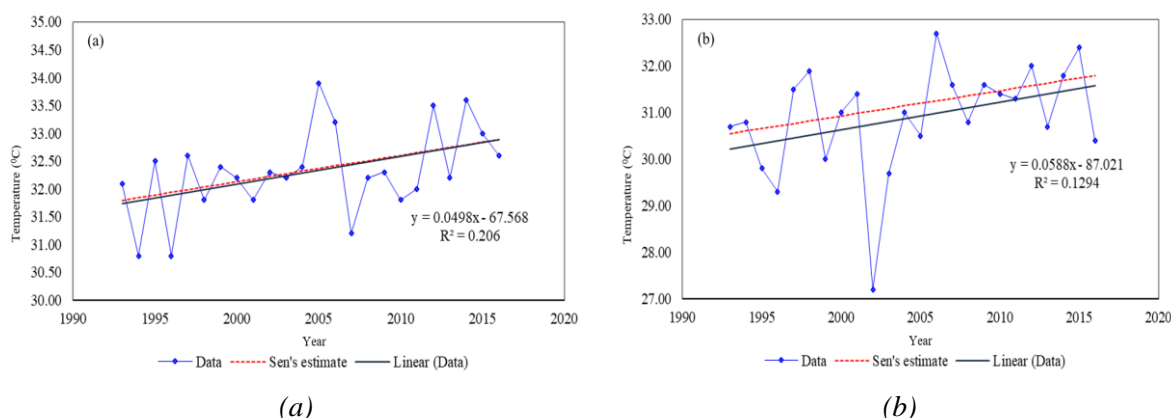 (a)
35.00
34.50
34.00
33.50
33.00
32.50
32.00
31.50
31.00
30.50
30.00
Temperature (⁰C)
y = 0.0498x - 67.568
R² = 0.206
1990 1995 2000 2005 2010 2015 2020
Year
Data Sen's estimate Linear (Data)
(a)
(b)
33.00
32.00
31.00
30.00
29.00
28.00
27.00
Temperature (⁰C)
y = 0.0588x - 87.021
R² = 0.1294
1990 1995 2000 2005 2010 2015 2020
Year
Data Sen's estimate Linear (Data)
(b)